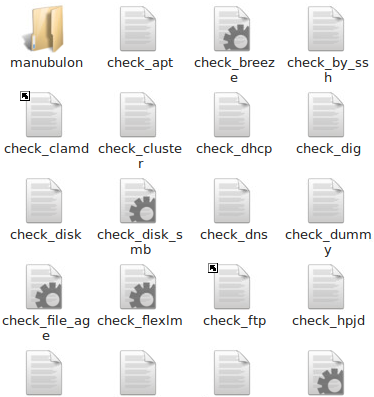 manubulon
check_apt
check_breez
e
check_by_ss
h
check_clamd
check_cluste
r
check_dhcp
check_dig
check_disk
check_disk_s
mb
check_dns
check_dumm
y
check_file_ag
e
check_flexlm
check_ftp
check_hpjd